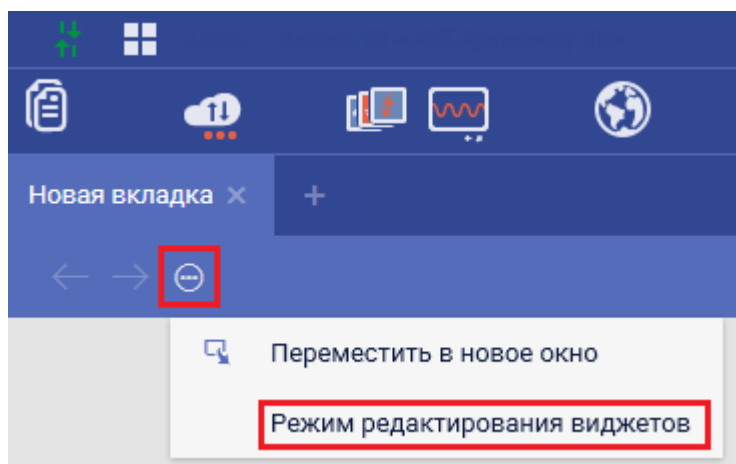 Новая вкладка
Переместить в новое окно
Режим редактирования виджетов